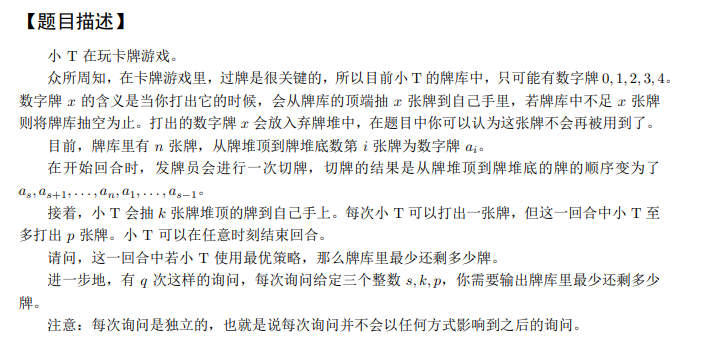 【题目描述】
小 T 在玩卡牌游戏。
众所周知，在卡牌游戏里，过牌是很关键的，所以目前小 T 的牌库中，只可能有数字牌 0, 1, 2, 3, 4。
数字牌 x 的含义是当你打出它的时候，会从牌库的顶端抽 x 张牌到自己手里，若牌库中不足 x 张牌
则将牌库抽空为止。打出的数字牌 x 会放入弃牌堆中，在题目中你可以认为这张牌不会再被用到了。
目前，牌库里有 n 张牌，从牌堆顶到牌堆底数第 i 张牌为数字牌 a_i。
在开始回合时，发牌员会进行一次切牌，切牌的结果是从牌堆顶到牌堆底的牌的顺序变为了
a_s, a_{s+1}, . . . , a_n, a_1, . . . , a_{s−1}。
接着，小 T 会抽 k 张牌堆顶的牌到自己手上。每次小 T 可以打出一张牌，但这一回合中小 T 至
多打出 p 张牌。小 T 可以在任意时刻结束回合。
请问，这一回合中若小 T 使用最优策略，那么牌库里最少还剩多少牌。
进一步地，有 q 次这样的询问，每次询问给定三个整数 s, k, p，你需要输出牌库里最少还剩多少
牌。
注意：每次询问是独立的，也就是说每次询问并不会以任何方式影响到之后的询问。